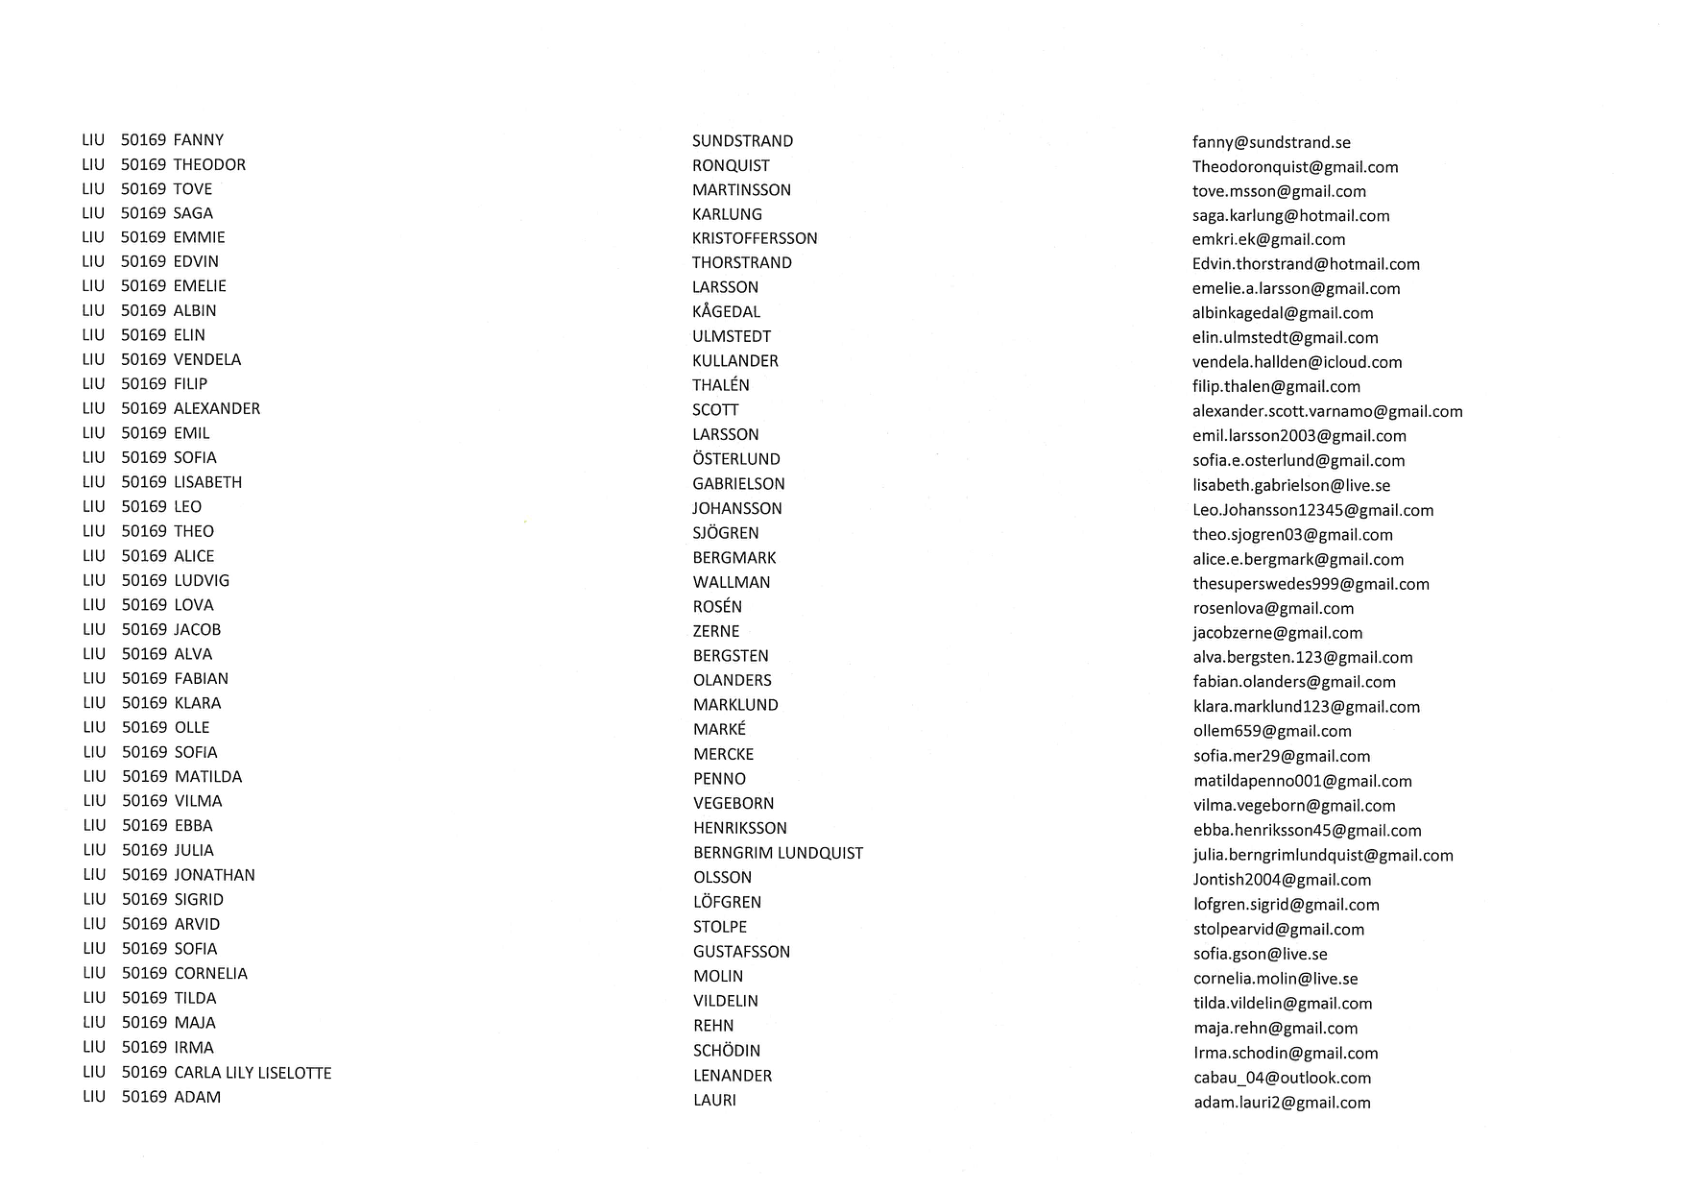 LIU 50169 FANNY SUNDSTRAND fanny@sundstrand.se
LIU 50169 THEODOR RONQUIST Theodoronquist@gmail.com
LIU 50169 TOVE MARTINSSON tove.msson@gmail.com
LIU 50169 SAGA KARLUNG saga.karlung@hotmail.com
LIU 50169 EMMIE KRISTOFFERSSON emkri.ek@gmail.com
LIU 50169 EDVIN THORSTRAND Edvin.thorstrand@hotmail.com
LIU 50169 EMELIE LARSSON emelie.a.larsson@gmail.com
LIU 50169 ALBIN KÅGEDAL albinkagedal@gmail.com
LIU 50169 ELIN ULMSTEDT elin.ulmstedt@gmail.com
LIU 50169 VENDELA KULLANDER vendela.hallden@icloud.com
LIU 50169 FILIP THALÉN filip.thalen@gmail.com
LIU 50169 ALEXANDER SCOTT alexander.scott.varnamo@gmail.com
LIU 50169 EMIL LARSSON emil.larsson2003@gmail.com
LIU 50169 SOFIA ÖSTERLUND sofia.e.osterlund@gmail.com
LIU 50169 LISABETH GABRIELSON lisabeth.gabrielson@live.se
LIU 50169 LEO JOHANSSON Leo.Johansson12345@gmail.com
LIU 50169 THEO SJÖGREN theo.sjogren03@gmail.com
LIU 50169 ALICE BERGMARK alice.e.bergmark@gmail.com
LIU 50169 LUDVIG WALLMAN thesuperswedes999@gmail.com
LIU 50169 LOVA ROSÉN rosenlova@gmail.com
LIU 50169 JACOB ZERNE jacobzerne@gmail.com
LIU 50169 ALVA BERGSTEN alva.bergsten.123@gmail.com
LIU 50169 FABIAN OLANDERS fabian.olanders@gmail.com
LIU 50169 KLARA MARKLUND klara.marklund123@gmail.com
LIU 50169 OLLE MARKÉ ollem659@gmail.com
LIU 50169 SOFIA MERCKE sofia.mer29@gmail.com
LIU 50169 MATILDA PENNO matildapenno001@gmail.com
LIU 50169 VILMA VEGEBORN vilma.vegeborn@gmail.com
LIU 50169 EBBA HENRIKSSON ebba.henriksson45@gmail.com
LIU 50169 JULIA BERNGRIM LUNDQUIST julia.berngrimlundquist@gmail.com
LIU 50169 JONATHAN OLSSON Jontish2004@gmail.com
LIU 50169 SIGRID LÖFGREN lofgren.sigrid@gmail.com
LIU 50169 ARVID STOLPE stolpearvid@gmail.com
LIU 50169 SOFIA GUSTAFSSON sofia.gson@live.se
LIU 50169 CORNELIA MOLIN cornelia.molin@live.se
LIU 50169 TILDA VILDELIN tilda.vildelin@gmail.com
LIU 50169 MAJA REHN maja.rehn@gmail.com
LIU 50169 IRMA SCHÖDIN Irma.schodin@gmail.com
LIU 50169 CARLA LILY LISELOTTE LENANDER cabau_04@outlook.com
LIU 50169 ADAM LAURI adam.lauri2@gmail.com